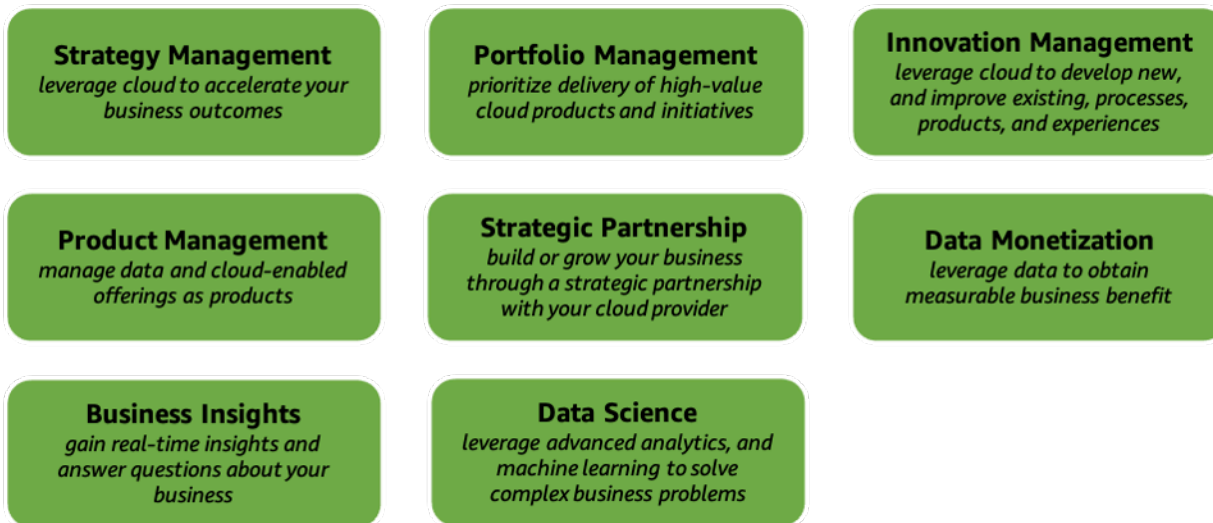 Strategy Management
leverage cloud to accelerate your
business outcomes
Portfolio Management
prioritize delivery of high-value
cloud products and initiatives
Innovation Management
leverage cloud to develop new,
and improve existing, processes,
products, and experiences
Product Management
manage data and cloud-enabled
offerings as products
Strategic Partnership
build or grow your business
through a strategic partnership
with your cloud provider
Data Monetization
leverage data to obtain
measurable business benefit
Business Insights
gain real-time insights and
answer questions about your
business
Data Science
leverage advanced analytics, and
machine learning to solve
complex business problems